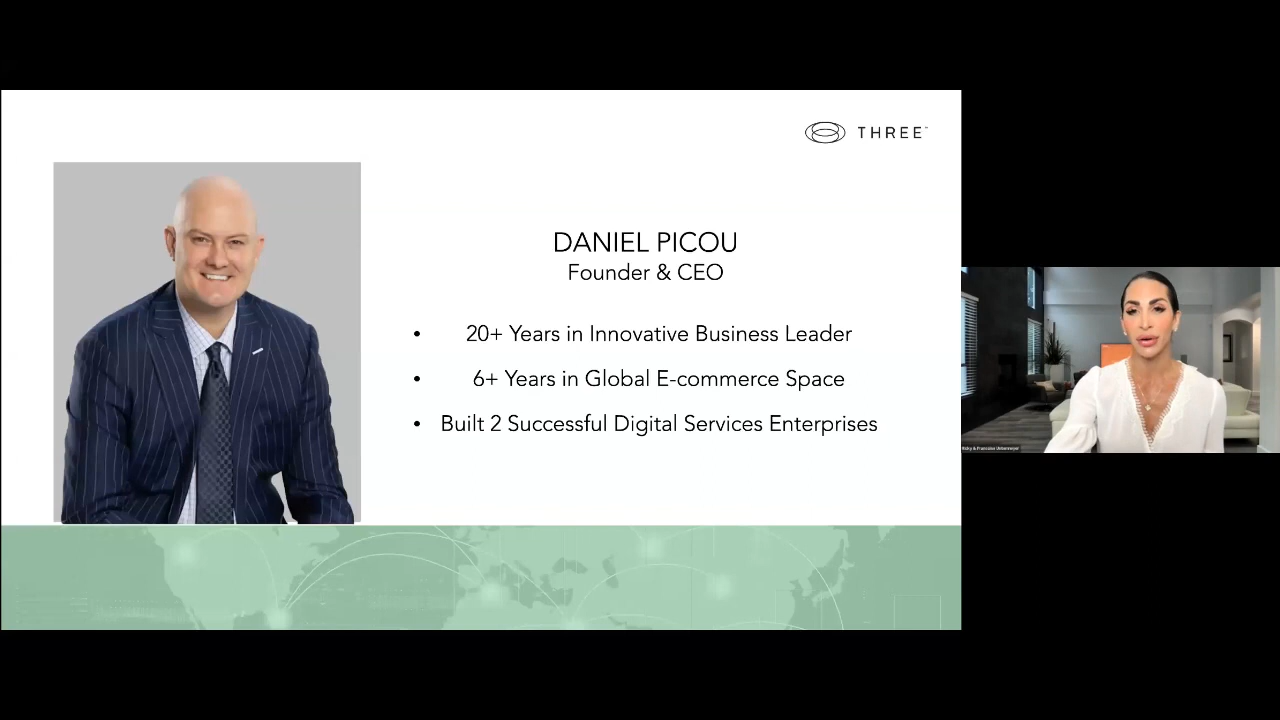 THREE™
DANIEL PICOU
Founder & CEO
• 20+ Years in Innovative Business Leader
• 6+ Years in Global E-commerce Space
• Built 2 Successful Digital Services Enterprises